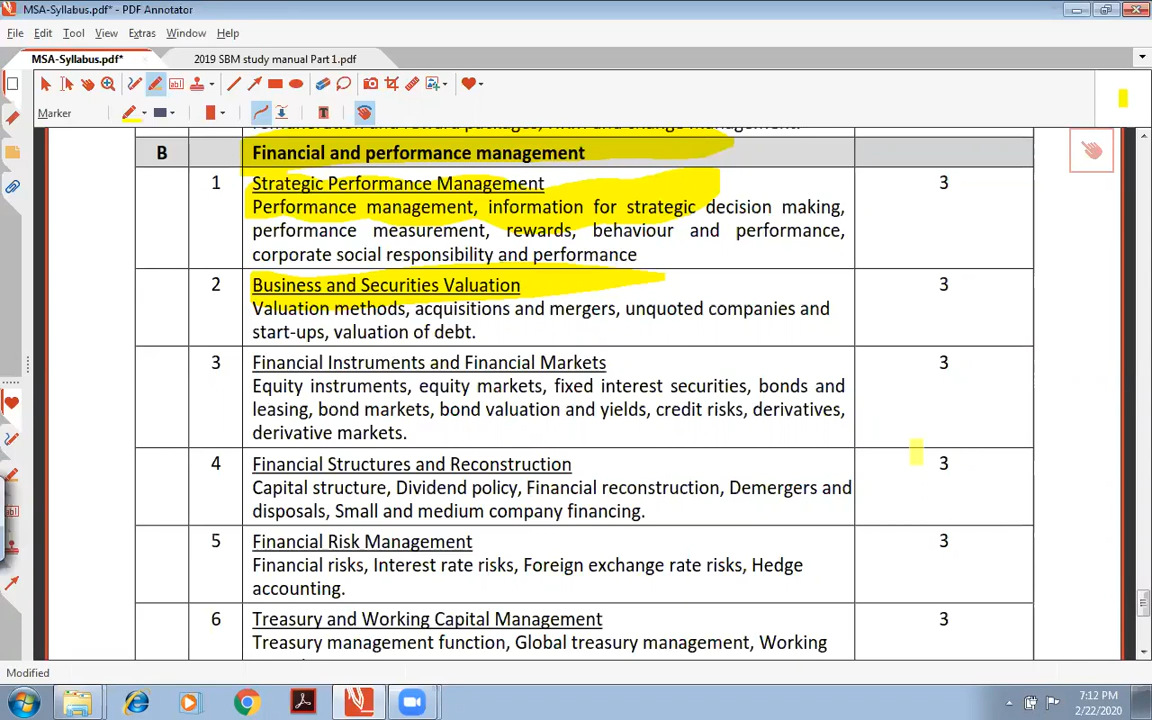 MSA-Syllabus.pdf* - PDF Annotator
File Edit Tool View Extras Window Help
MSA-Syllabus.pdf* 2019 SBM study manual Part 1.pdf
Marker
B Financial and performance management
1 Strategic Performance Management 3
Performance management, information for strategic decision making,
performance measurement, rewards, behaviour and performance,
corporate social responsibility and performance
2 Business and Securities Valuation 3
Valuation methods, acquisitions and mergers, unquoted companies and
start-ups, valuation of debt.
3 Financial Instruments and Financial Markets 3
Equity instruments, equity markets, fixed interest securities, bonds and
leasing, bond markets, bond valuation and yields, credit risks, derivatives,
derivative markets.
4 Financial Structures and Reconstruction 3
Capital structure, Dividend policy, Financial reconstruction, Demergers and
disposals, Small and medium company financing.
5 Financial Risk Management 3
Financial risks, Interest rate risks, Foreign exchange rate risks, Hedge
accounting.
6 Treasury and Working Capital Management 3
Treasury management function, Global treasury management, Working
Modified
7:12 PM
2/22/2020